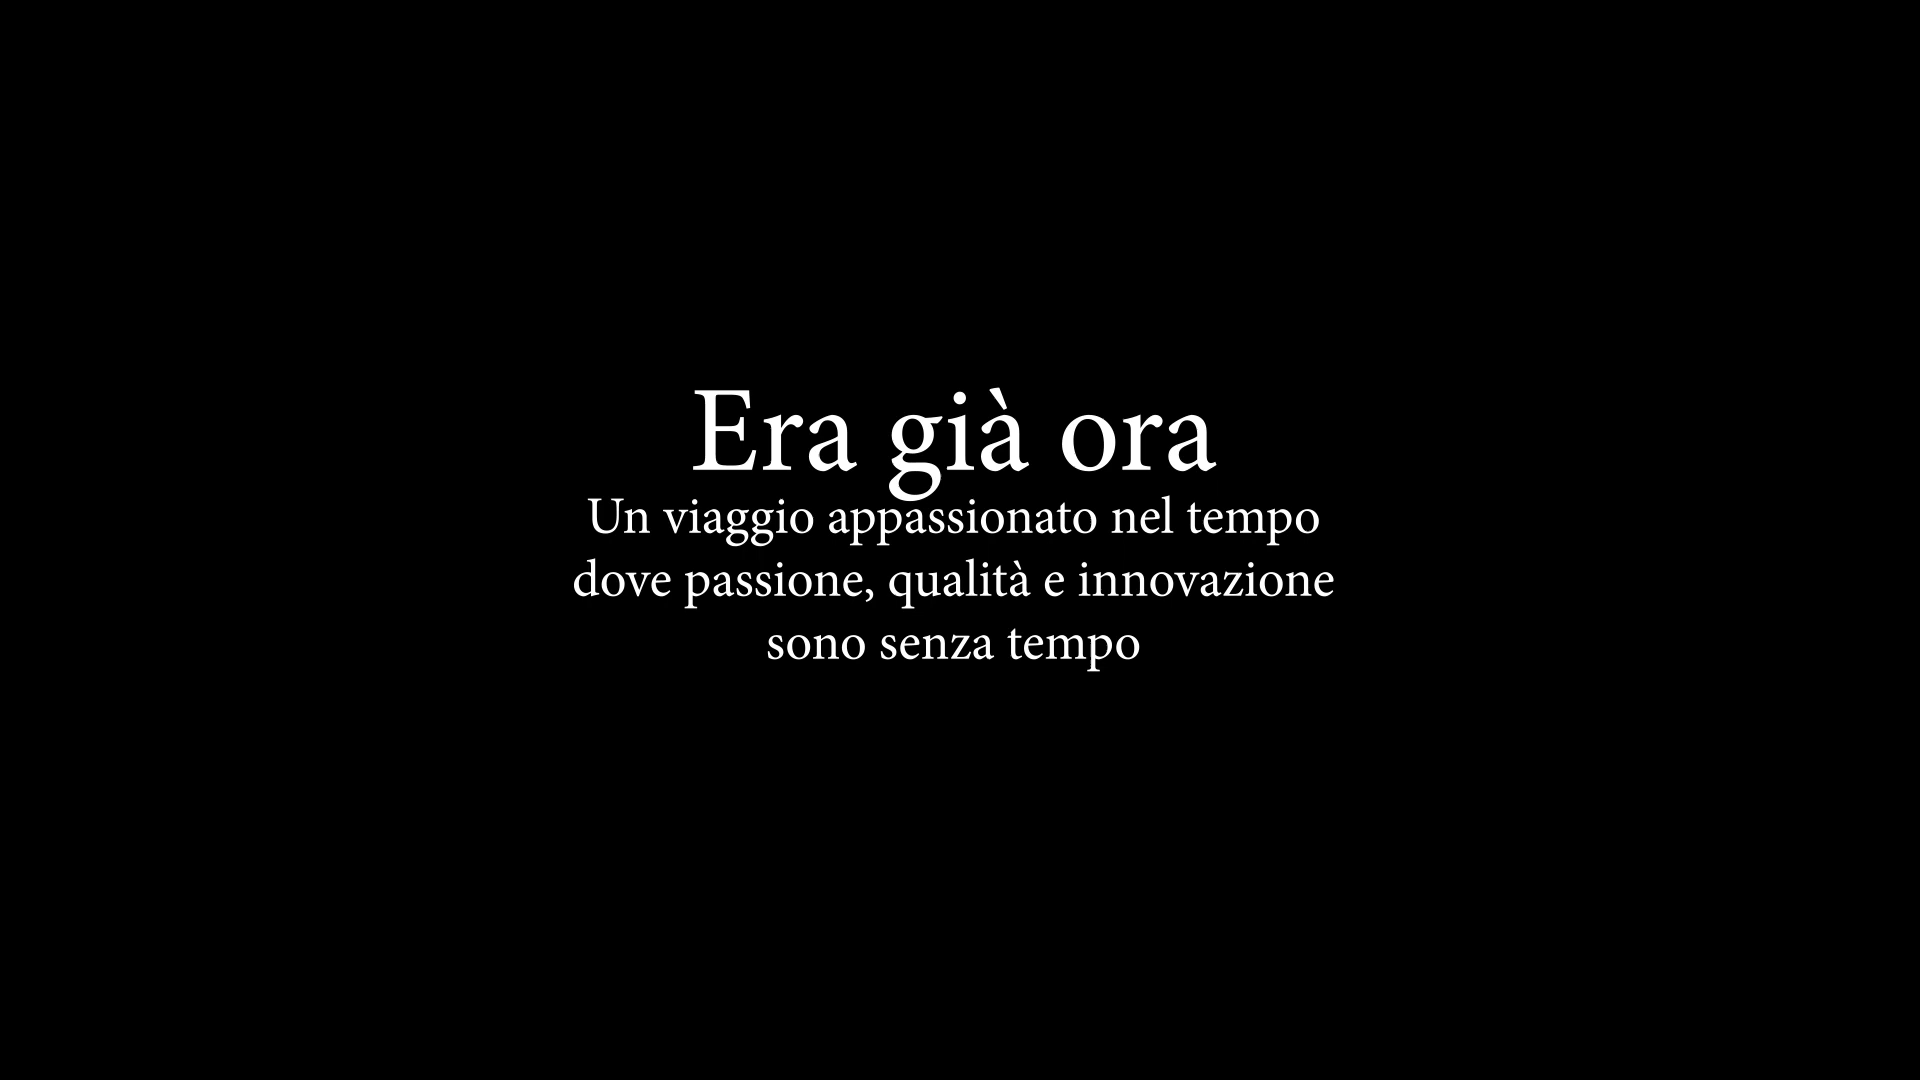 Era già ora
Un viaggio appassionato nel tempo
dove passione, qualità e innovazione
sono senza tempo